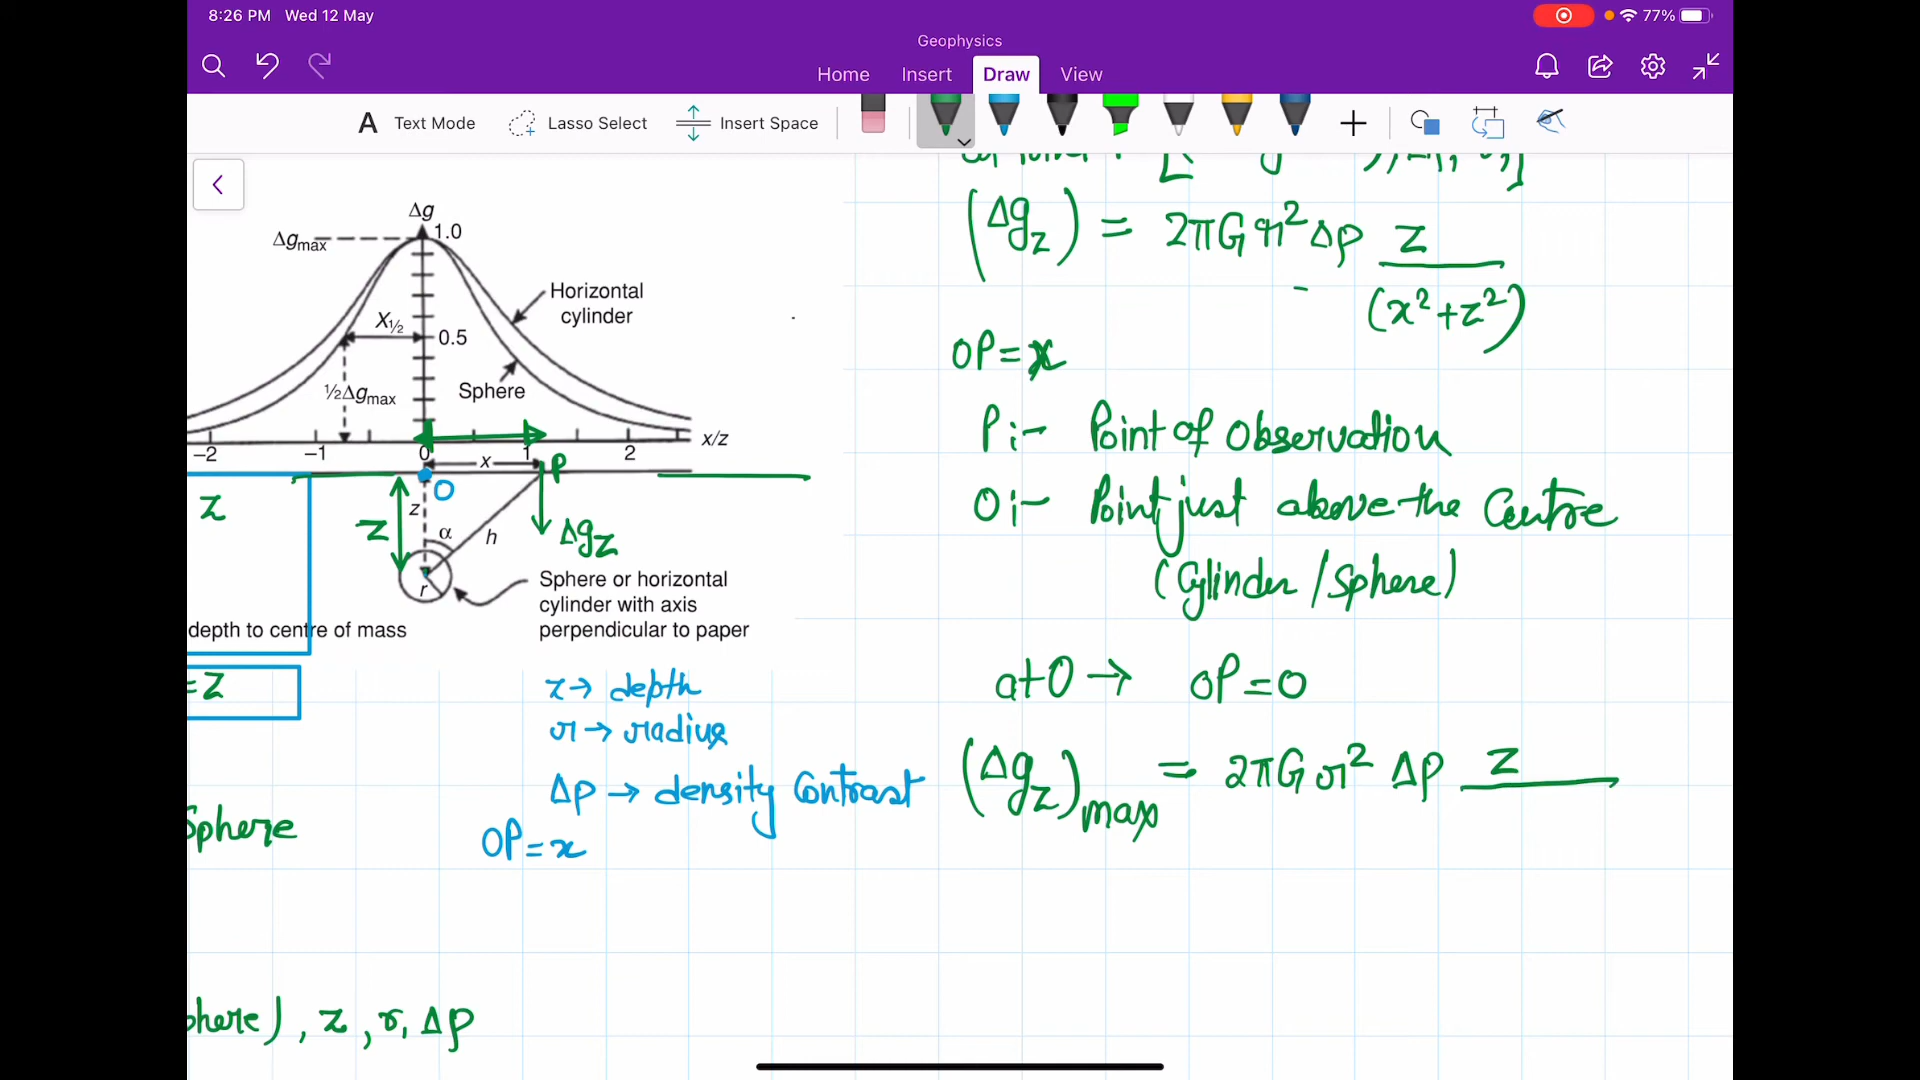 8:26 PM Wed 12 May
77%
Geophysics
Home Insert Draw View
A Text Mode Lasso Select Insert Space
Δg
Δgmax
1.0
Horizontal
cylinder
X½
0.5
½Δgmax
Sphere
x/z
-2 -1 0 1 2
x
P
O
z
z
z
α
h
Δgz
r
Sphere or horizontal
cylinder with axis
perpendicular to paper
depth to centre of mass
=z
z → depth
r → radius
Δρ → density Contrast
OP = x
Sphere
phere), z, r, Δρ
(Δgz) = 2πGr²Δρ z
(x²+z²)
OP = x
P :- Point of Observation
O :- Point just above the Centre
(Cylinder / Sphere)
at O → OP = 0
(Δgz)max = 2πGr² Δρ z